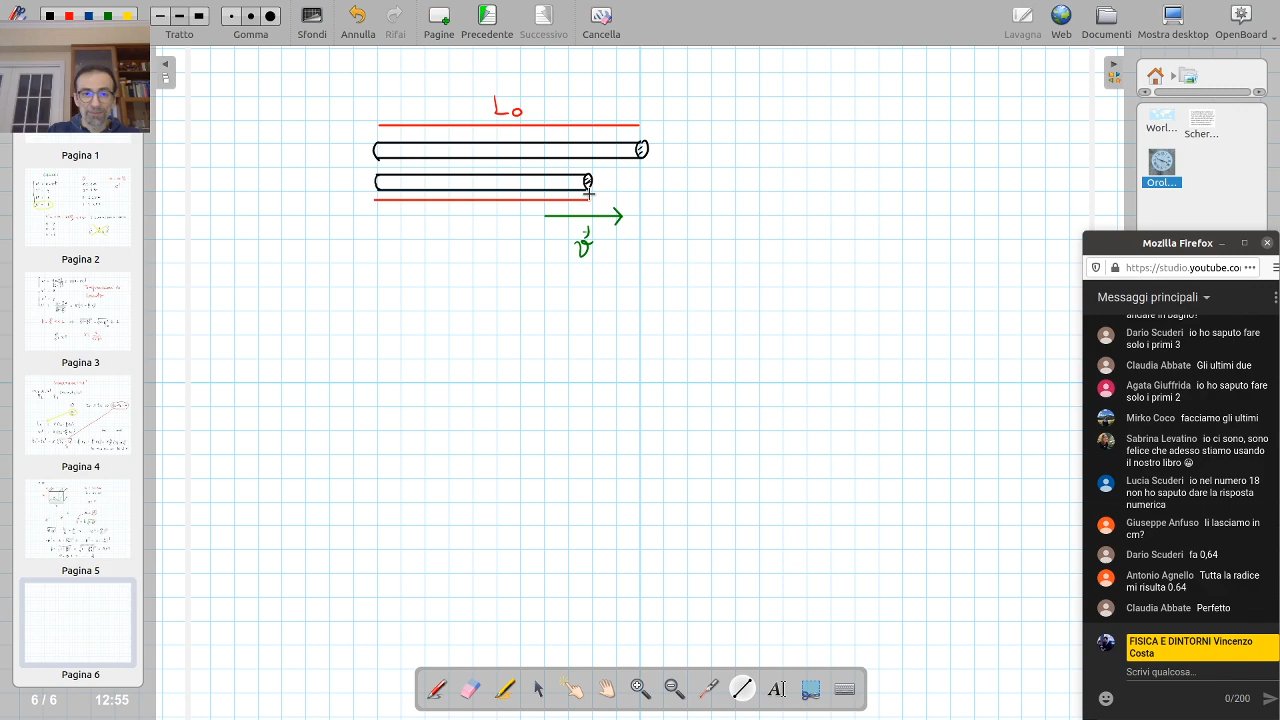 Tratto
Gomma
Sfondi
Annulla
Rifai
Pagine
Precedente
Successivo
Cancella
Lavagna
Web
Documenti
Mostra desktop
OpenBoard
Pagina 1
Pagina 2
Pagina 3
Pagina 4
Pagina 5
Pagina 6
6 / 6
12:55
L0
v
Worl...
Scher...
Orol...
Mozilla Firefox
https://studio.youtube.co
Messaggi principali
andare in bagno?
Dario Scuderi io ho saputo fare
solo i primi 3
Claudia Abbate Gli ultimi due
Agata Giuffrida io ho saputo fare
solo i primi 2
Mirko Coco facciamo gli ultimi
Sabrina Levatino io ci sono, sono
felice che adesso stiamo usando
il nostro libro 😀
Lucia Scuderi io nel numero 18
non ho saputo dare la risposta
numerica
Giuseppe Anfuso li lasciamo in
cm?
Dario Scuderi fa 0,64
Antonio Agnello Tutta la radice
mi risulta 0.64
Claudia Abbate Perfetto
FISICA E DINTORNI Vincenzo
Costa
Scrivi qualcosa...
0/200